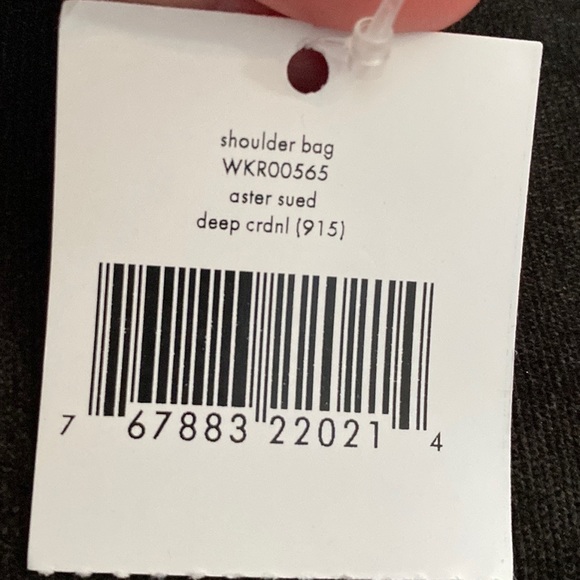 shoulder bag
WKR00565
aster sued
deep crdnl (915)
7 67883 22021 4